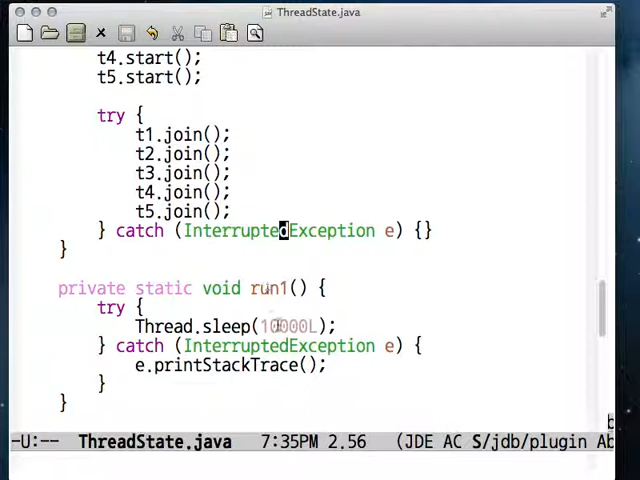 ThreadState.java
t4.start();
t5.start();
try {
t1.join();
t2.join();
t3.join();
t4.join();
t5.join();
} catch (InterruptedException e) {}
}
private static void run1() {
try {
Thread.sleep(10000L);
} catch (InterruptedException e) {
e.printStackTrace();
}
}
b
-U:-- ThreadState.java 7:35PM 2.56 (JDE AC S/jdb/plugin Ab